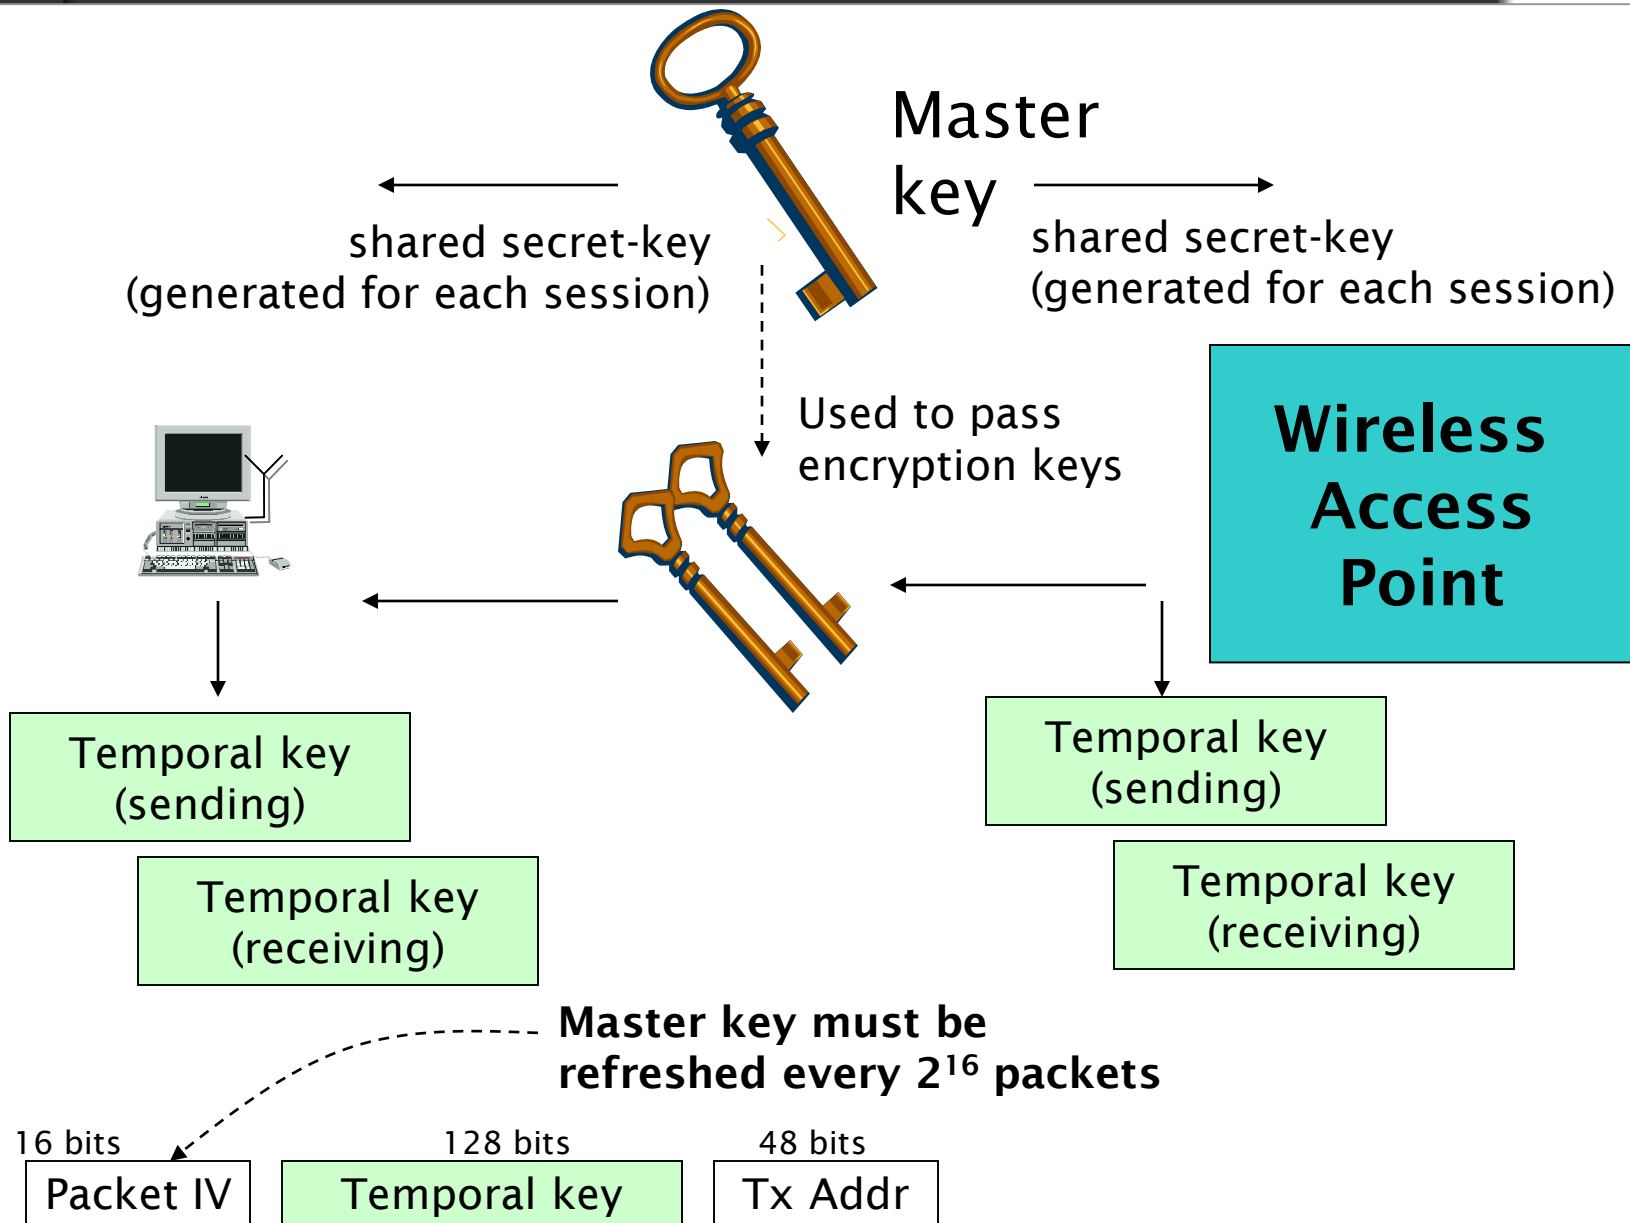 Master
key
shared secret-key
(generated for each session)
shared secret-key
(generated for each session)
Used to pass
encryption keys
Wireless
Access
Point
Temporal key
(sending)
Temporal key
(receiving)
Temporal key
(sending)
Temporal key
(receiving)
Master key must be
refreshed every 2¹⁶ packets
16 bits
128 bits
48 bits
Packet IV
Temporal key
Tx Addr